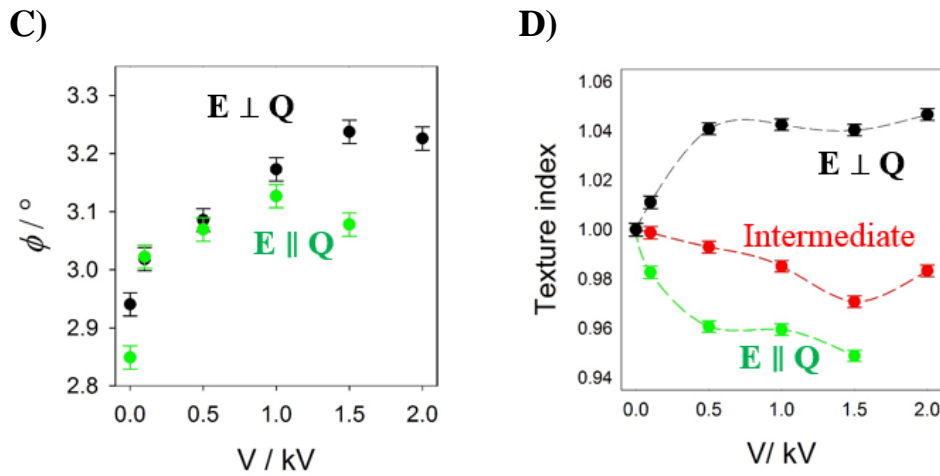 C)
E ⊥ Q
E ∥ Q
ϕ / °
3.3
3.2
3.1
3.0
2.9
2.8
0.0 0.5 1.0 1.5 2.0
V / kV
D)
Texture index
1.06
1.04
1.02
1.00
0.98
0.96
0.94
E ⊥ Q
Intermediate
E ∥ Q
0.0 0.5 1.0 1.5 2.0
V/ kV